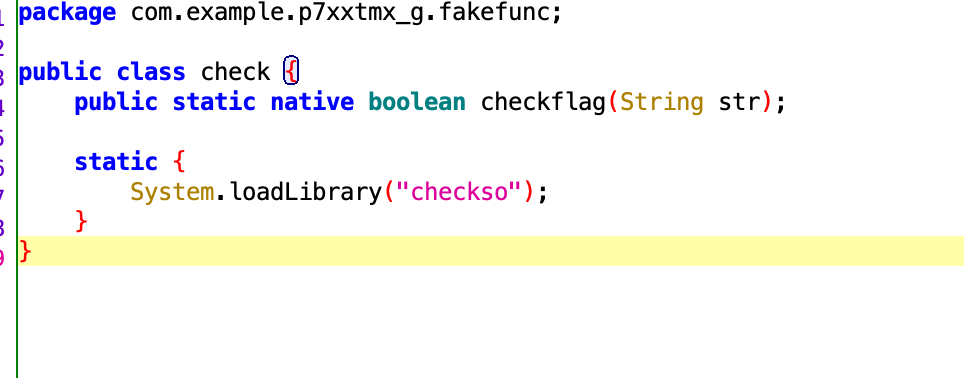 1 package com.example.p7xxtmx_g.fakefunc;
2
3 public class check {
4     public static native boolean checkflag(String str);
5
6     static {
7         System.loadLibrary("checkso");
8     }
9 }